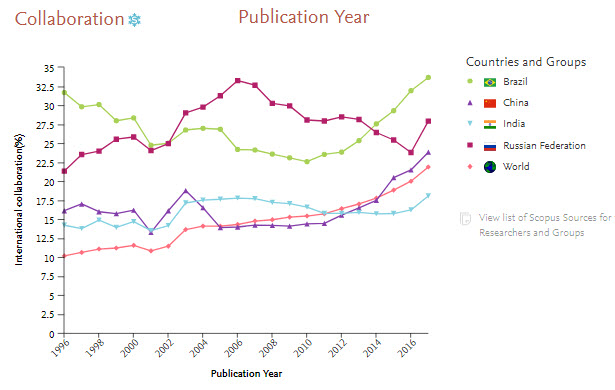 Collaboration
Publication Year
35
32.5
30
27.5
25
22.5
20
17.5
15
12.5
10
7.5
5
2.5
0
International collaboration(%)
1996
1998
2000
2002
2004
2006
2008
2010
2012
2014
2016
Publication Year
Countries and Groups
Brazil
China
India
Russian Federation
World
View list of Scopus Sources for
Researchers and Groups